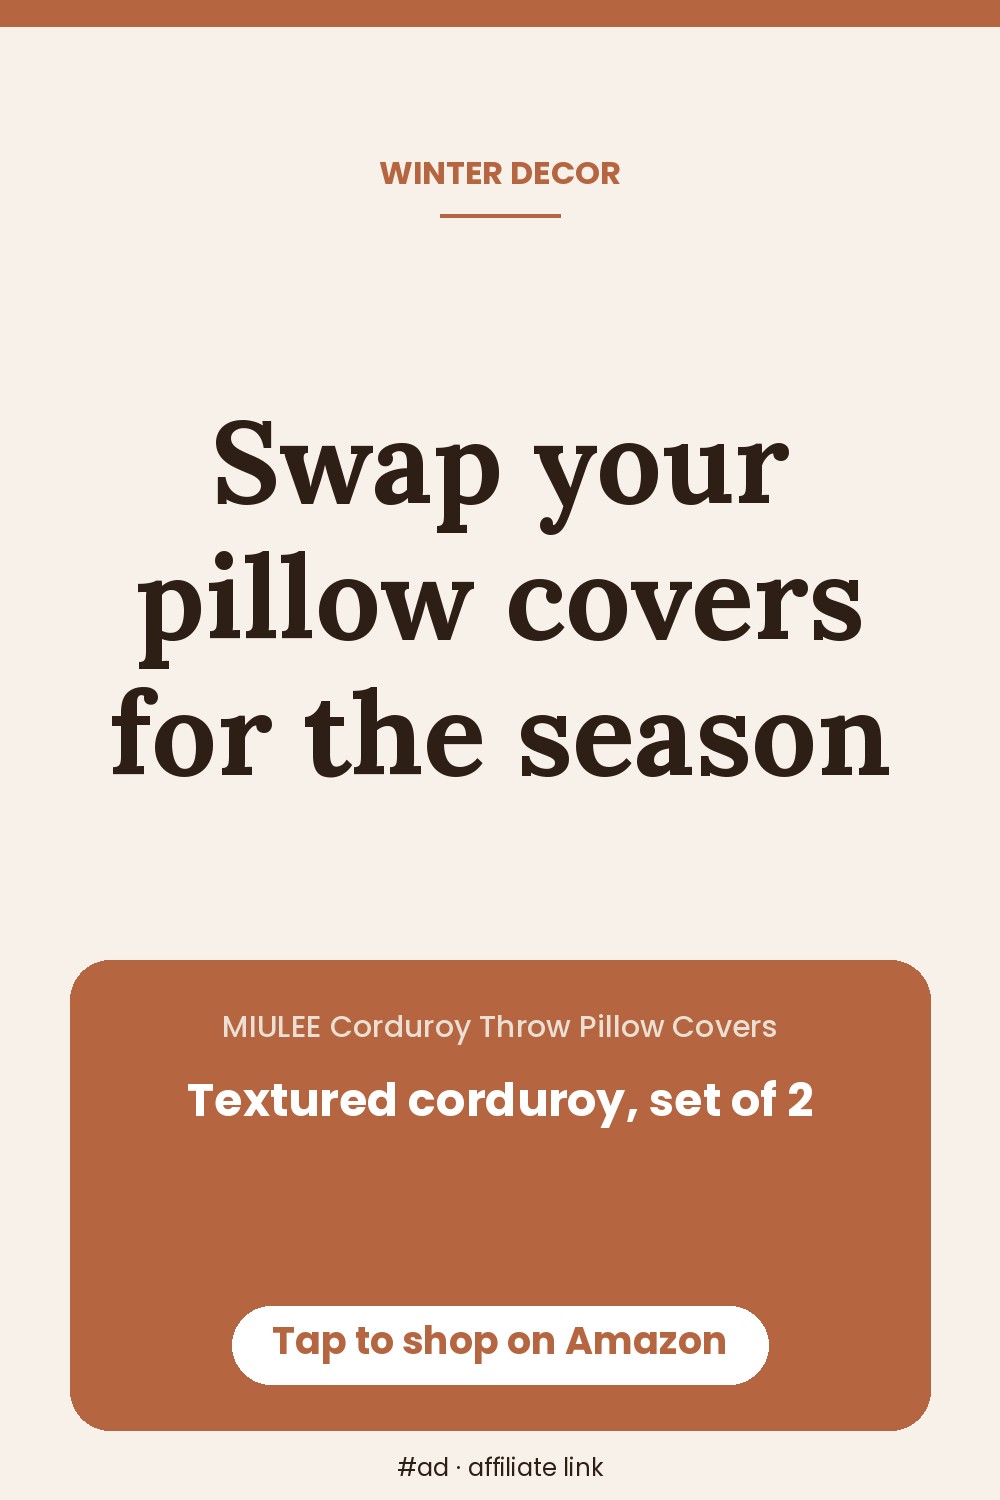 WINTER DECOR
Swap your
pillow covers
for the season
MIULEE Corduroy Throw Pillow Covers
Textured corduroy, set of 2
Tap to shop on Amazon
#ad · affiliate link